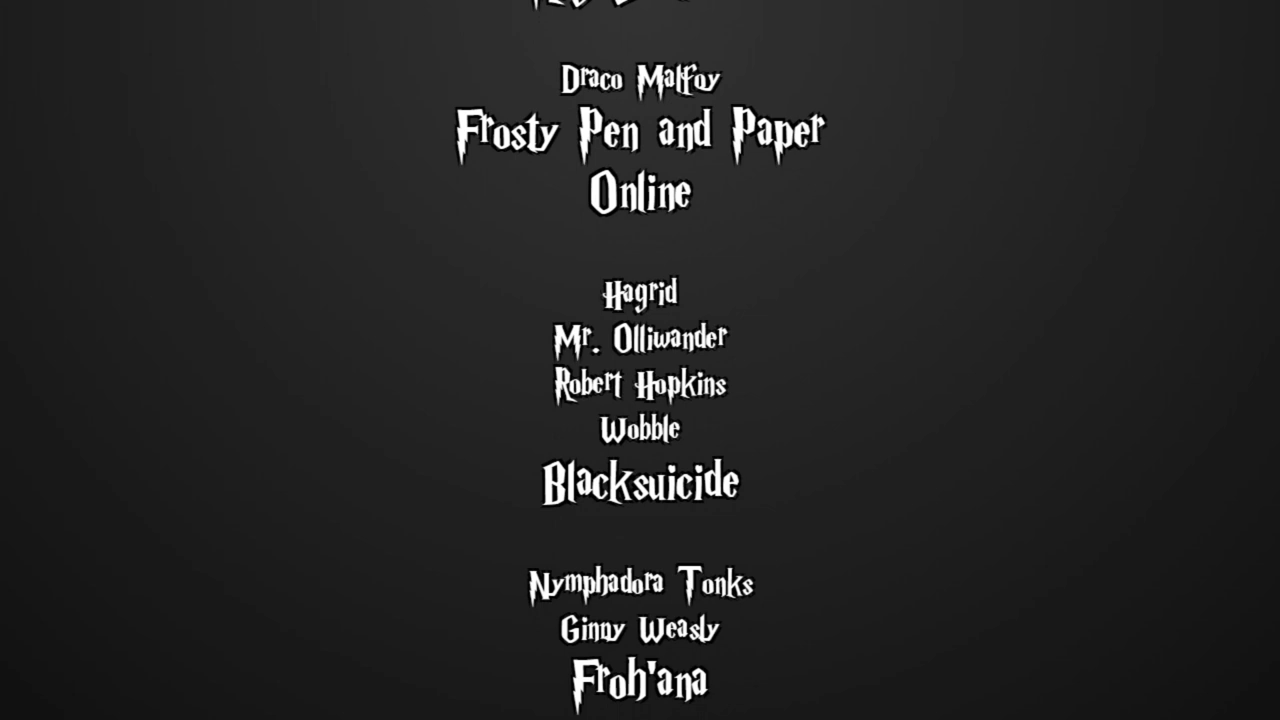 Draco Malfoy
Frosty Pen and Paper
Online
Hagrid
Mr. Olliwander
Robert Hopkins
Wobble
Blacksuicide
Nymphadora Tonks
Ginny Weasly
Froh'ana